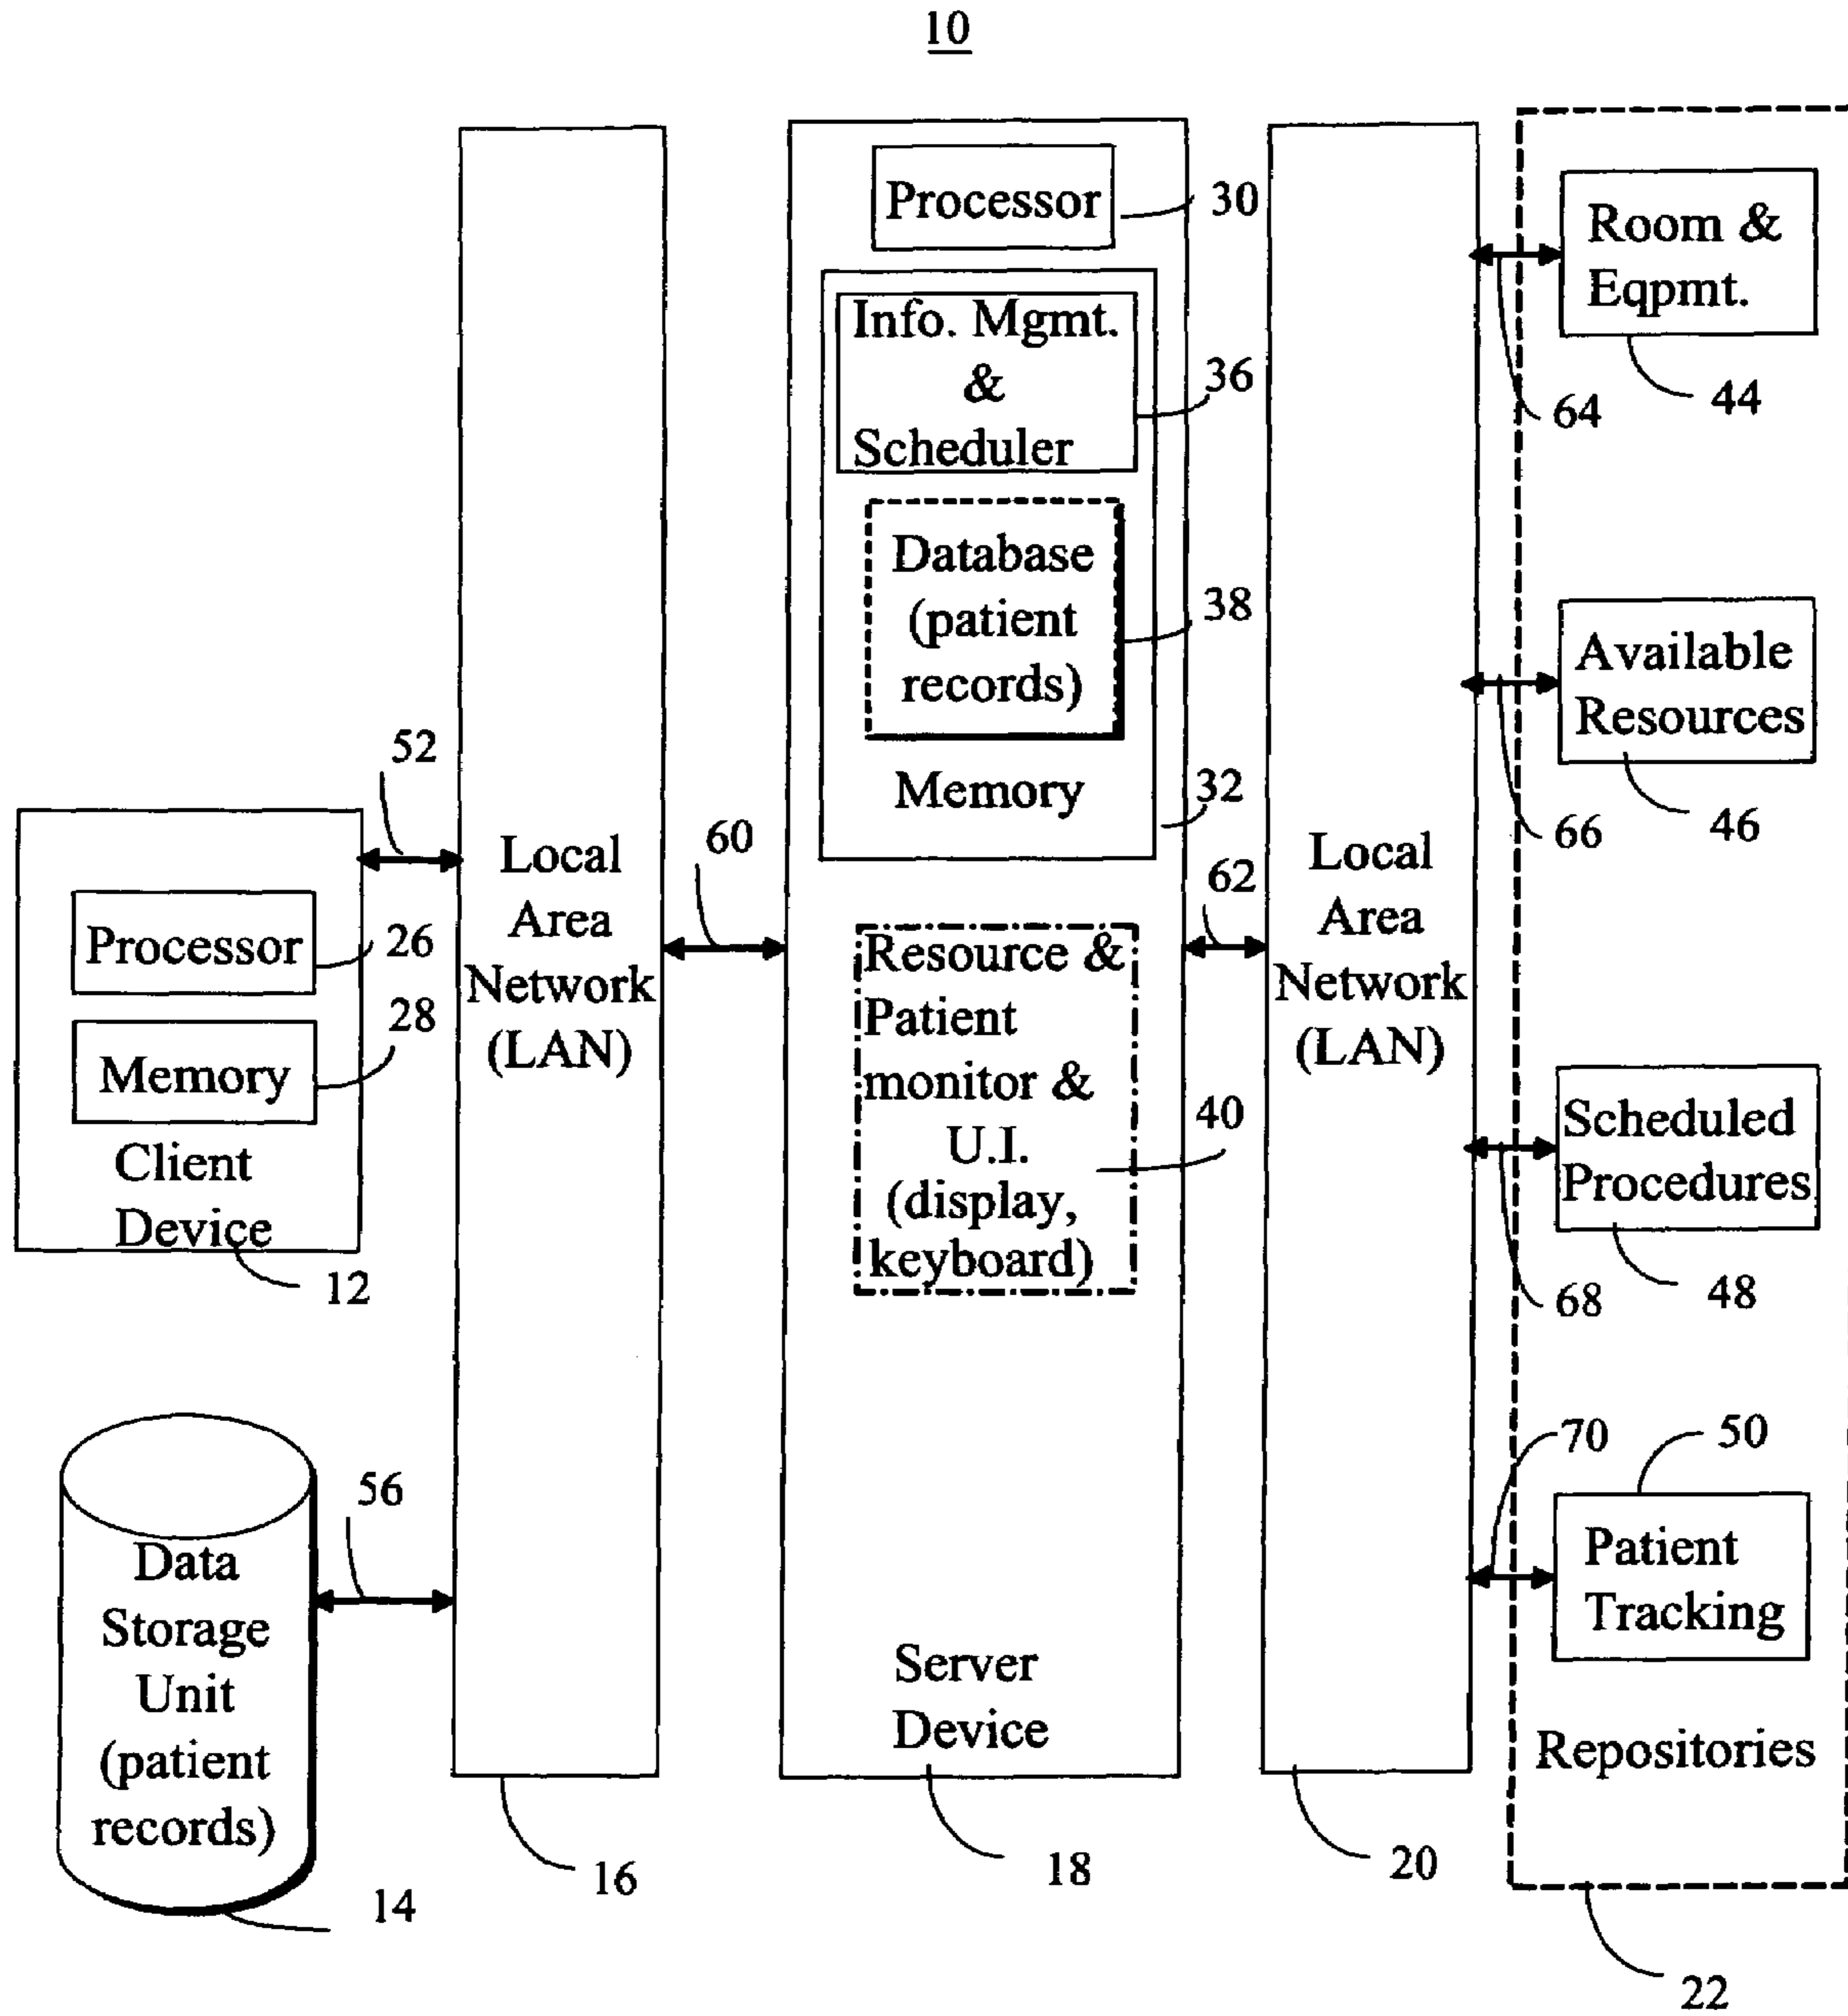 10
Processor
30
Info. Mgmt.
&
Scheduler
36
Database
(patient
records)
38
Memory
32
Resource &
Patient
monitor &
U.I.
(display,
keyboard)
40
Server
Device
18
52
Processor
26
Memory
28
Client
Device
12
Data
Storage
Unit
(patient
records)
14
56
Local
Area
Network
(LAN)
16
60
62
Local
Area
Network
(LAN)
20
Room &
Eqpmt.
64
44
Available
Resources
66
46
Scheduled
Procedures
68
48
70
50
Patient
Tracking
Repositories
22